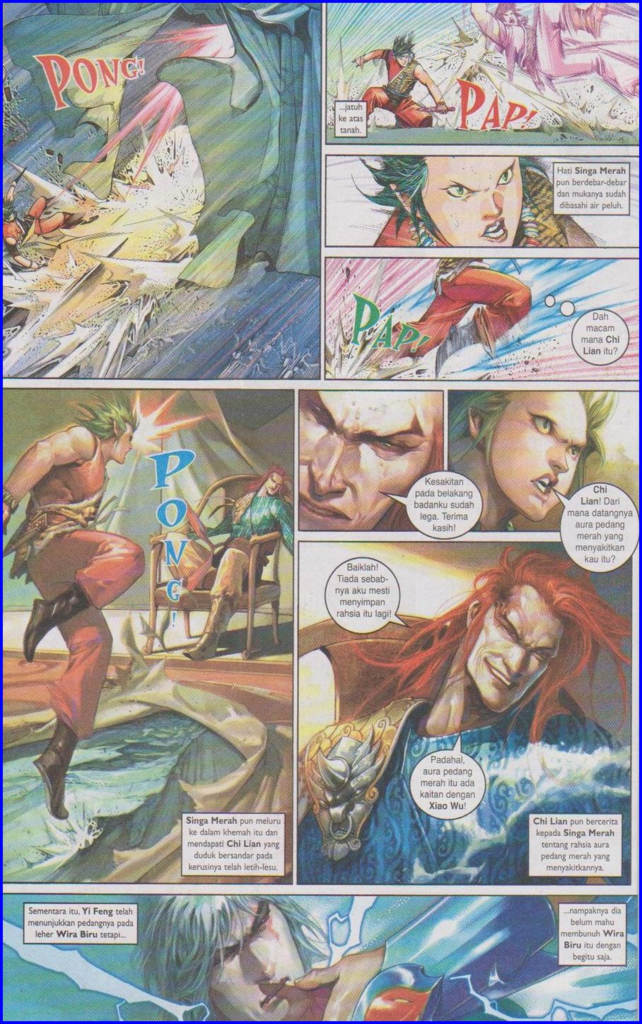 PONG!
...jatuh
ke atas
tanah.
PAP!
Hati Singa Merah
pun berdebar-debar
dan mukanya sudah
dibasahi air peluh.
PAP!
Dah
macam
mana Chi
Lian itu?
PONG!
Singa Merah pun meluru
ke dalam khemah itu dan
mendapati Chi Lian yang
duduk bersandar pada
kerusinya telah letih-lesu.
Kesakitan
pada belakang
badanku sudah
lega. Terima
kasih!
Chi
Lian! Dari
mana datangnya
aura pedang
merah yang
menyakitkan
kau itu?
Baiklah!
Tiada sebab-
nya aku mesti
menyimpan
rahsia itu lagi!
Padahal,
aura pedang
merah itu ada
kaitan dengan
Xiao Wu!
Chi Lian pun bercerita
kepada Singa Merah
tentang rahsia aura
pedang merah yang
menyakitkannya.
Sementara itu, Yi Feng telah
menunjukkan pedangnya pada
leher Wira Biru tetapi...
...nampaknya dia
belum mahu
membunuh Wira
Biru itu dengan
begitu saja.